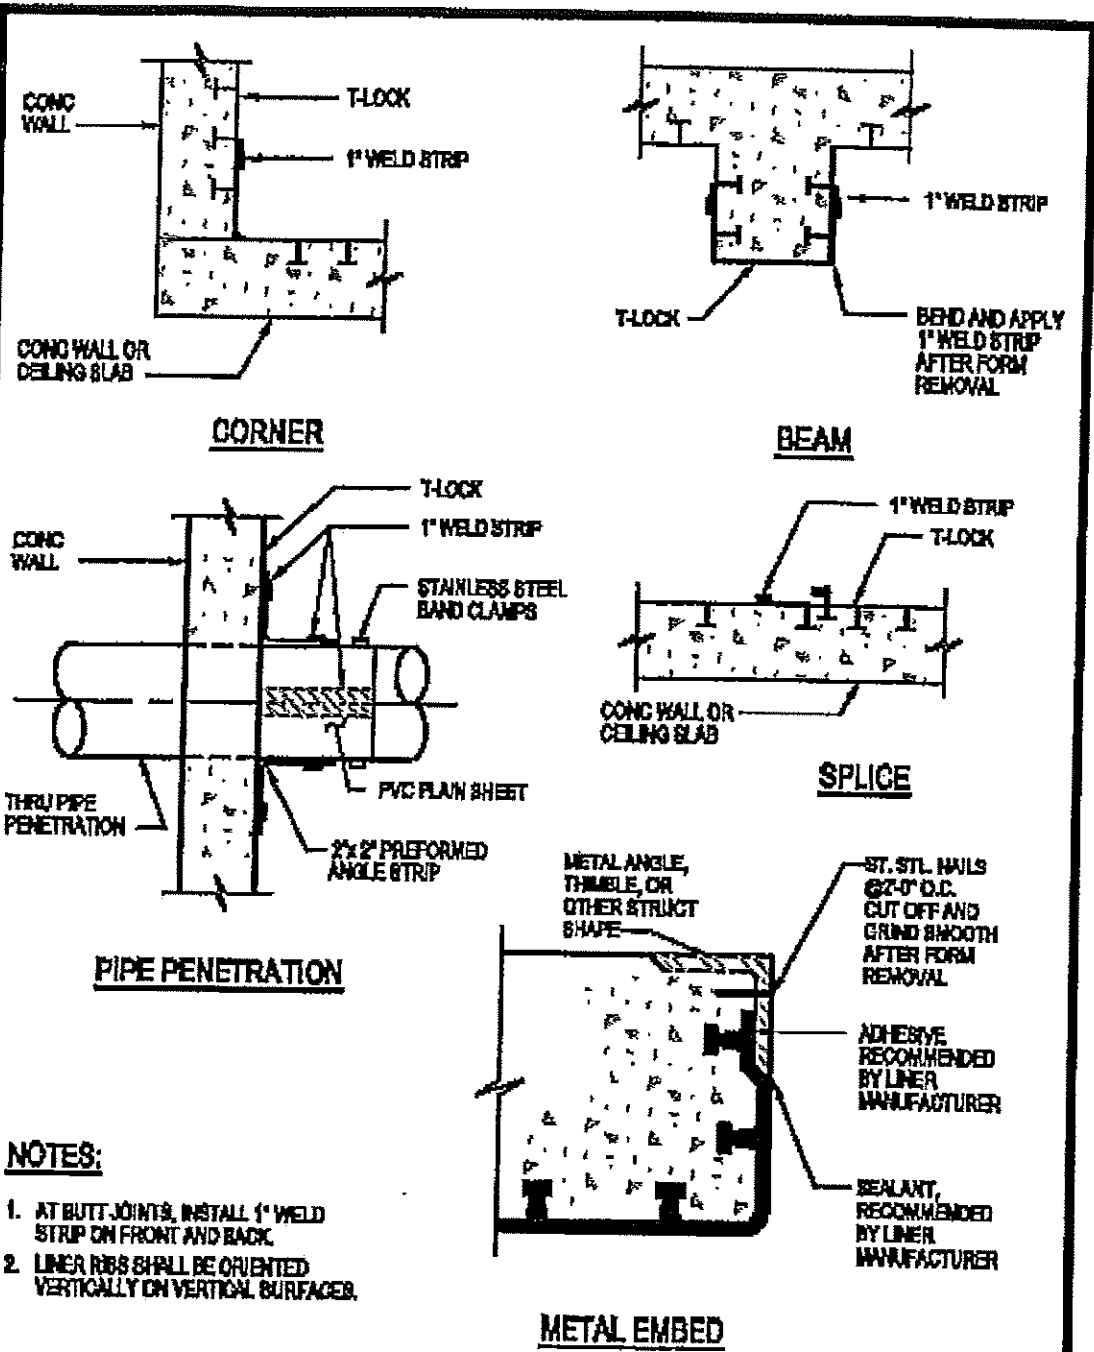 CONC
WALL
T-LOCK
1" WELD STRIP
CONC WALL OR
CEILING SLAB
CORNER
1" WELD STRIP
T-LOCK
BEND AND APPLY
1" WELD STRIP
AFTER FORM
REMOVAL
BEAM
T-LOCK
1" WELD STRIP
CONC
WALL
STAINLESS STEEL
BAND CLAMPS
THRU PIPE
PENETRATION
PVC PLAIN SHEET
2"x 2" PREFORMED
ANGLE STRIP
PIPE PENETRATION
1" WELD STRIP
T-LOCK
CONC WALL OR
CEILING SLAB
SPLICE
METAL ANGLE,
THIMBLE, OR
OTHER STRUCT
SHAPE
ST. STL. NAILS
@2'-0" O.C.
CUT OFF AND
GRIND SMOOTH
AFTER FORM
REMOVAL
ADHESIVE
RECOMMENDED
BY LINER
MANUFACTURER
SEALANT,
RECOMMENDED
BY LINER
MANUFACTURER
METAL EMBED
NOTES:
1. AT BUTT JOINTS, INSTALL 1" WELD
STRIP ON FRONT AND BACK.
2. LINER RIBS SHALL BE ORIENTED
VERTICALLY ON VERTICAL SURFACES.